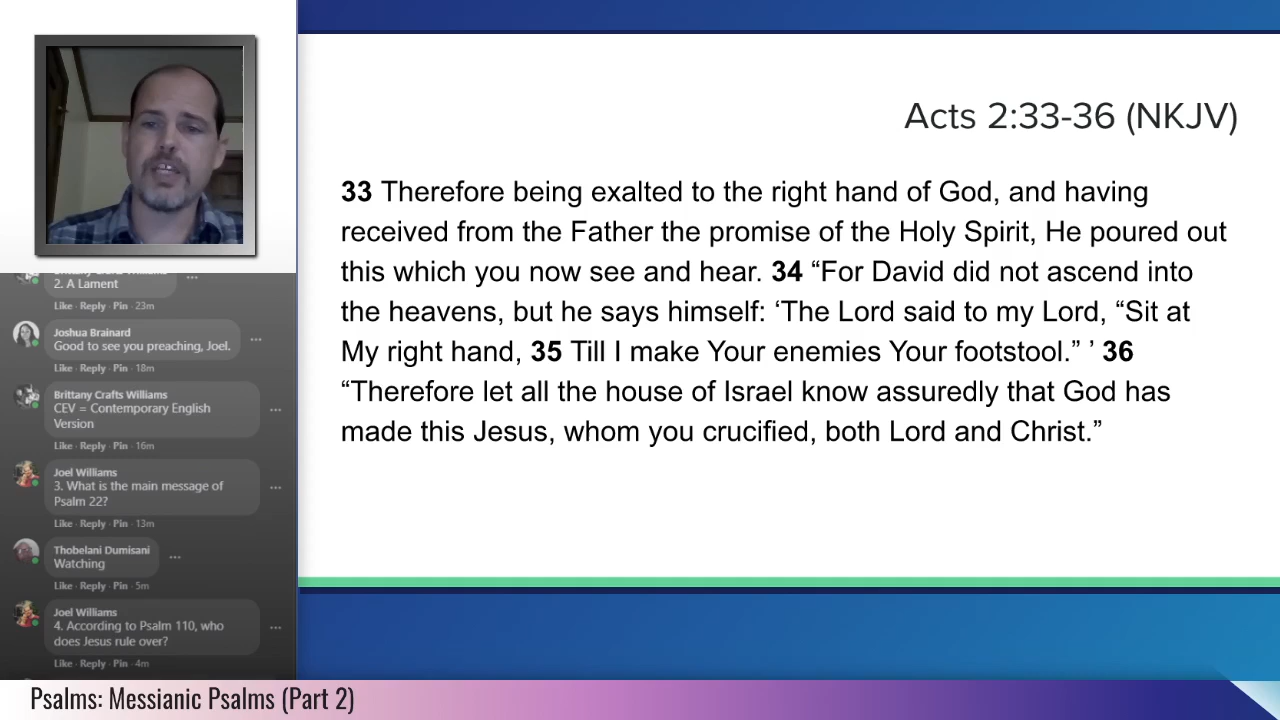 Acts 2:33-36 (NKJV)
33 Therefore being exalted to the right hand of God, and having
received from the Father the promise of the Holy Spirit, He poured out
this which you now see and hear. 34 “For David did not ascend into
the heavens, but he says himself: ‘The Lord said to my Lord, “Sit at
My right hand, 35 Till I make Your enemies Your footstool.” ’ 36
“Therefore let all the house of Israel know assuredly that God has
made this Jesus, whom you crucified, both Lord and Christ.”
Brittany Crafts Williams
2. A Lament
Like · Reply · Pin · 23m
Joshua Brainard
Good to see you preaching, Joel.
Like · Reply · Pin · 18m
Brittany Crafts Williams
CEV = Contemporary English
Version
Like · Reply · Pin · 16m
Joel Williams
3. What is the main message of
Psalm 22?
Like · Reply · Pin · 13m
Thobelani Dumisani
Watching
Like · Reply · Pin · 5m
Joel Williams
4. According to Psalm 110, who
does Jesus rule over?
Like · Reply · Pin · 4m
Psalms: Messianic Psalms (Part 2)